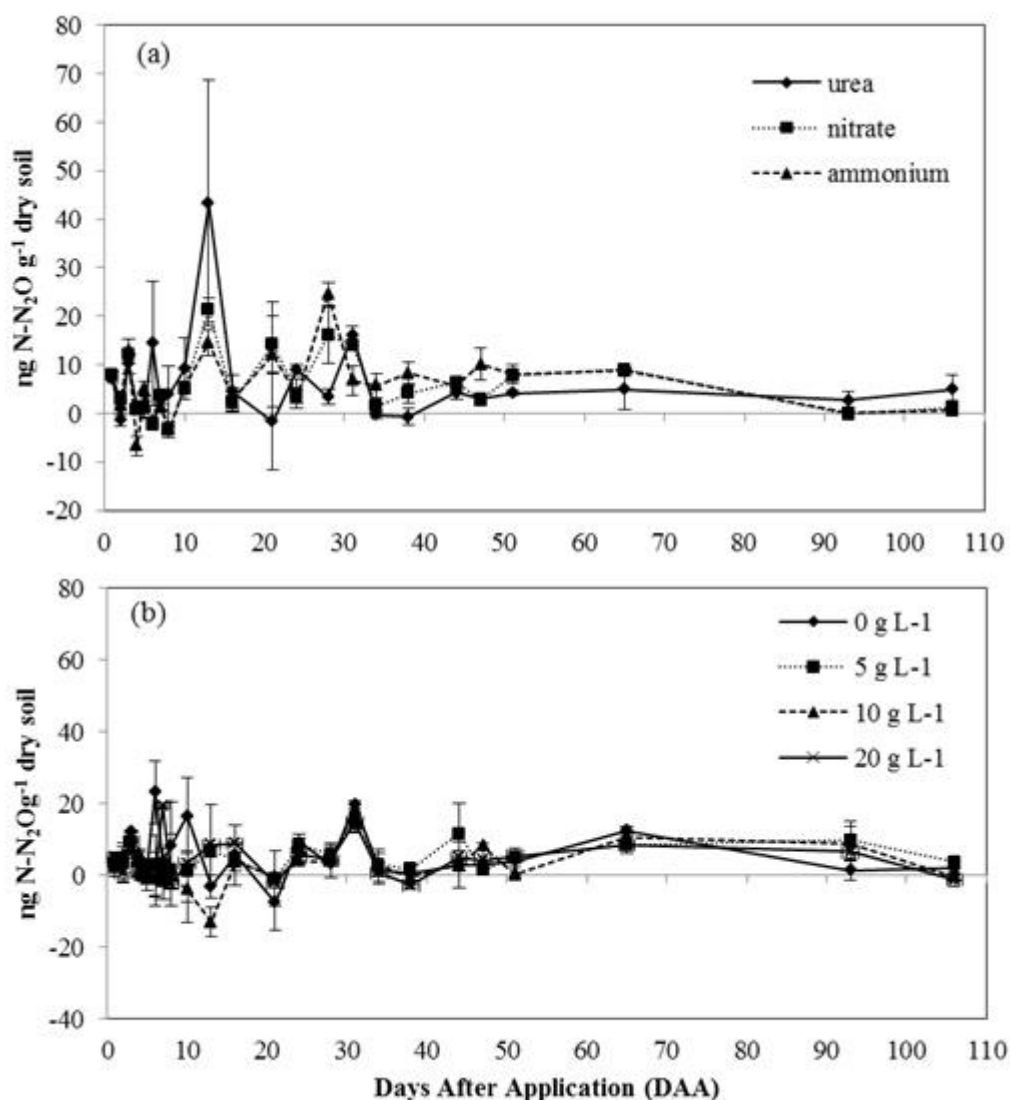 80
(a)
70
urea
60
nitrate
50
ammonium
40
30
20
10
0
-10
-20
ng N-N₂O g⁻¹ dry soil
0 10 20 30 40 50 60 70 80 90 100 110
80
(b)
0 g L-1
60
5 g L-1
40
10 g L-1
20 g L-1
20
0
-20
-40
ng N-N₂Og⁻¹ dry soil
0 10 20 30 40 50 60 70 80 90 100 110
Days After Application (DAA)